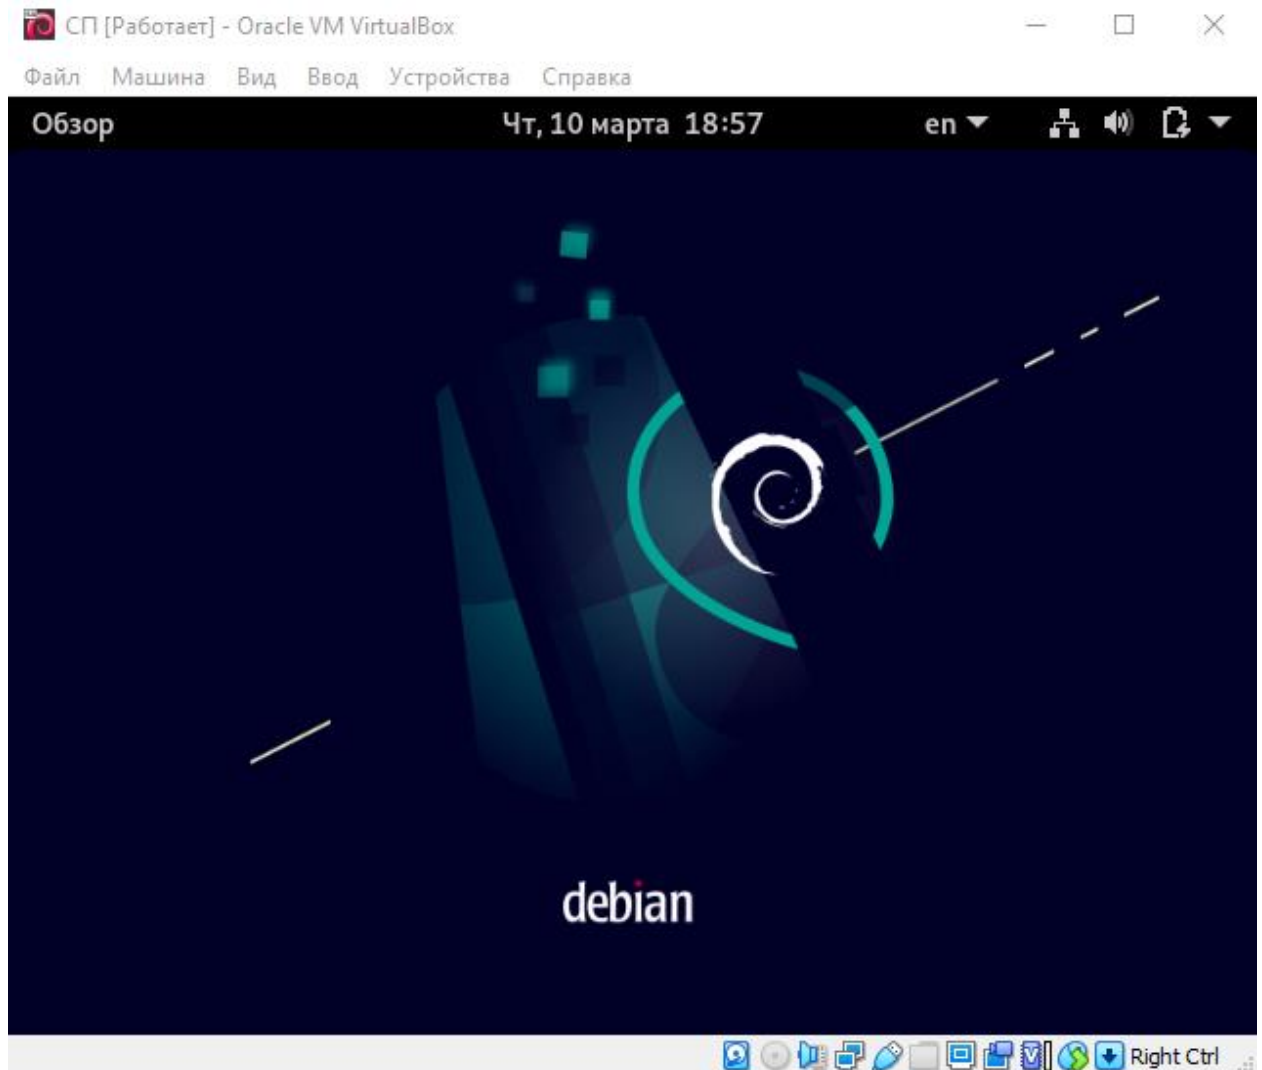 СП [Работает] - Oracle VM VirtualBox
Файл Машина Вид Ввод Устройства Справка
Обзор Чт, 10 марта 18:57 en
debian
Right Ctrl